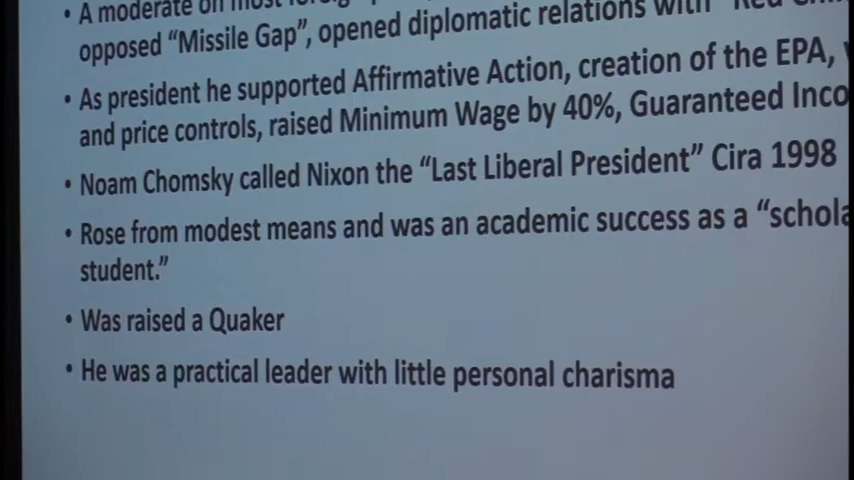 • A moderate on most
opposed “Missile Gap”, opened diplomatic relations with “Red
• As president he supported Affirmative Action, creation of the EPA,
and price controls, raised Minimum Wage by 40%, Guaranteed
• Noam Chomsky called Nixon the “Last Liberal President” Cira 1998
• Rose from modest means and was an academic success as a
student.”
• Was raised a Quaker
• He was a practical leader with little personal charisma